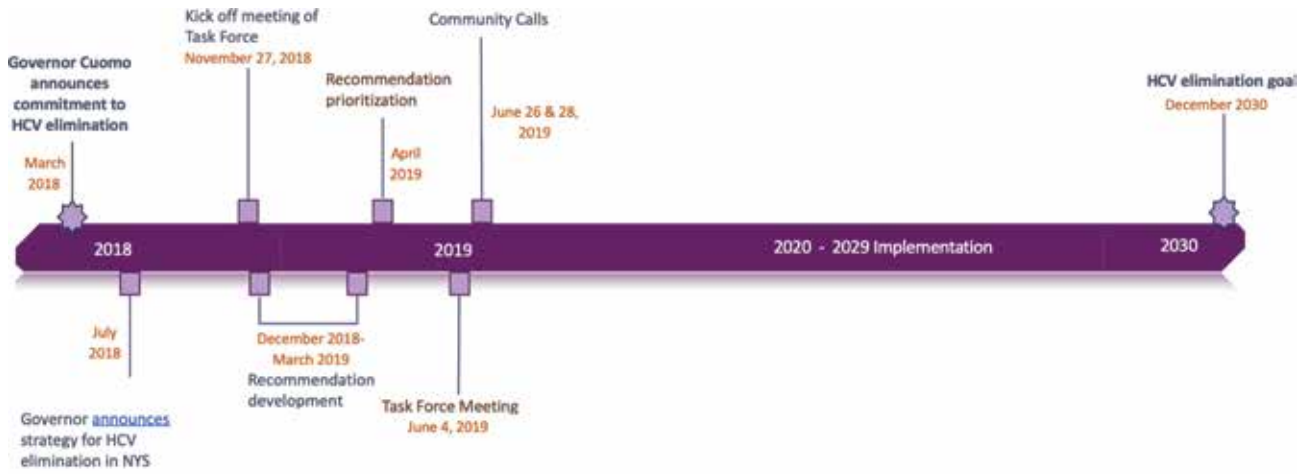 Kick off meeting of
Task Force
November 27, 2018
Community Calls
June 26 & 28,
2019
Governor Cuomo
announces
commitment to
HCV elimination
March
2018
Recommendation
prioritization
April
2019
HCV elimination goal
December 2030
2018
2019
2020 - 2029 Implementation
2030
July
2018
Governor announces
strategy for HCV
elimination in NYS
December 2018-
March 2019
Recommendation
development
Task Force Meeting
June 4, 2019